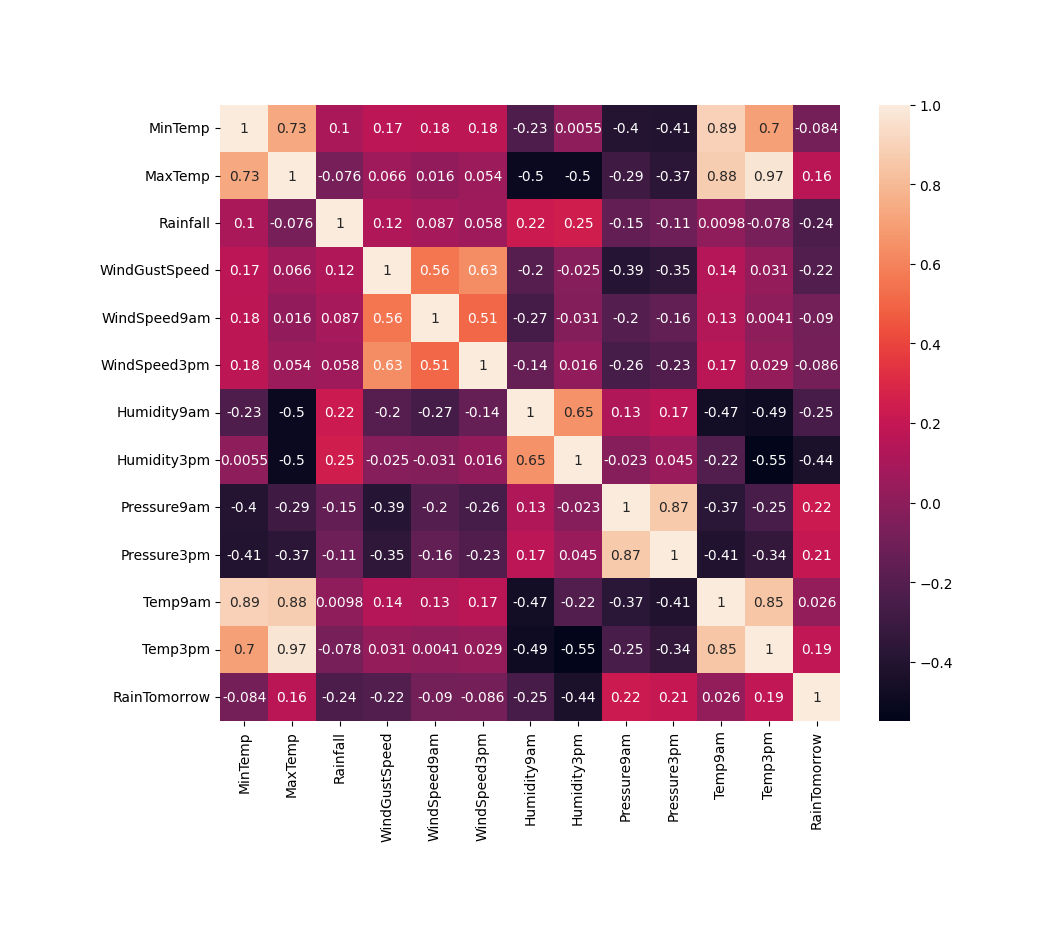 MinTemp 1 0.73 0.1 0.17 0.18 0.18 -0.23 0.0055 -0.4 -0.41 0.89 0.7 -0.084
MaxTemp 0.73 1 -0.076 0.066 0.016 0.054 -0.5 -0.5 -0.29 -0.37 0.88 0.97 0.16
Rainfall 0.1 -0.076 1 0.12 0.087 0.058 0.22 0.25 -0.15 -0.11 0.0098 -0.078 -0.24
WindGustSpeed 0.17 0.066 0.12 1 0.56 0.63 -0.2 -0.025 -0.39 -0.35 0.14 0.031 -0.22
WindSpeed9am 0.18 0.016 0.087 0.56 1 0.51 -0.27 -0.031 -0.2 -0.16 0.13 0.0041 -0.09
WindSpeed3pm 0.18 0.054 0.058 0.63 0.51 1 -0.14 0.016 -0.26 -0.23 0.17 0.029 -0.086
Humidity9am -0.23 -0.5 0.22 -0.2 -0.27 -0.14 1 0.65 0.13 0.17 -0.47 -0.49 -0.25
Humidity3pm 0.0055 -0.5 0.25 -0.025 -0.031 0.016 0.65 1 -0.023 0.045 -0.22 -0.55 -0.44
Pressure9am -0.4 -0.29 -0.15 -0.39 -0.2 -0.26 0.13 -0.023 1 0.87 -0.37 -0.25 0.22
Pressure3pm -0.41 -0.37 -0.11 -0.35 -0.16 -0.23 0.17 0.045 0.87 1 -0.41 -0.34 0.21
Temp9am 0.89 0.88 0.0098 0.14 0.13 0.17 -0.47 -0.22 -0.37 -0.41 1 0.85 0.026
Temp3pm 0.7 0.97 -0.078 0.031 0.0041 0.029 -0.49 -0.55 -0.25 -0.34 0.85 1 0.19
RainTomorrow -0.084 0.16 -0.24 -0.22 -0.09 -0.086 -0.25 -0.44 0.22 0.21 0.026 0.19 1
MinTemp
MaxTemp
Rainfall
WindGustSpeed
WindSpeed9am
WindSpeed3pm
Humidity9am
Humidity3pm
Pressure9am
Pressure3pm
Temp9am
Temp3pm
RainTomorrow
1.0
0.8
0.6
0.4
0.2
0.0
−0.2
−0.4